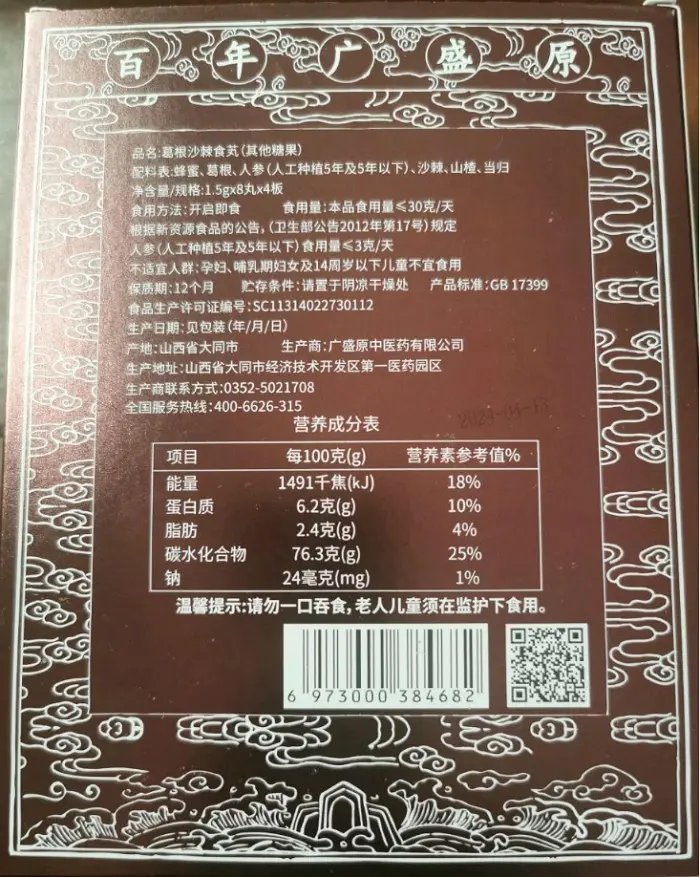 百年广盛原
品名:葛根沙棘食芄(其他糖果)
配料表:蜂蜜、葛根、人参(人工种植5年及5年以下)、沙棘、山楂、当归
净含量/规格:1.5gx8丸x4板
食用方法:开启即食 食用量:本品食用量≤30克/天
根据新资源食品的公告,(卫生部公告2012年第17号)规定
人参(人工种植5年及5年以下)食用量≤3克/天
不适宜人群:孕妇、哺乳期妇女及14周岁以下儿童不宜食用
保质期:12个月 贮存条件:请置于阴凉干燥处 产品标准:GB 17399
食品生产许可证编号:SC11314022730112
生产日期:见包装(年/月/日)
产地:山西省大同市 生产商:广盛原中医药有限公司
生产地址:山西省大同市经济技术开发区第一医药园区
生产商联系方式:0352-5021708
全国服务热线:400-6626-315
2024-04-13
营养成分表
项目 每100克(g) 营养素参考值%
能量 1491千焦(kJ) 18%
蛋白质 6.2克(g) 10%
脂肪 2.4克(g) 4%
碳水化合物 76.3克(g) 25%
钠 24毫克(mg) 1%
温馨提示:请勿一口吞食,老人儿童须在监护下食用。
6 973000 384682